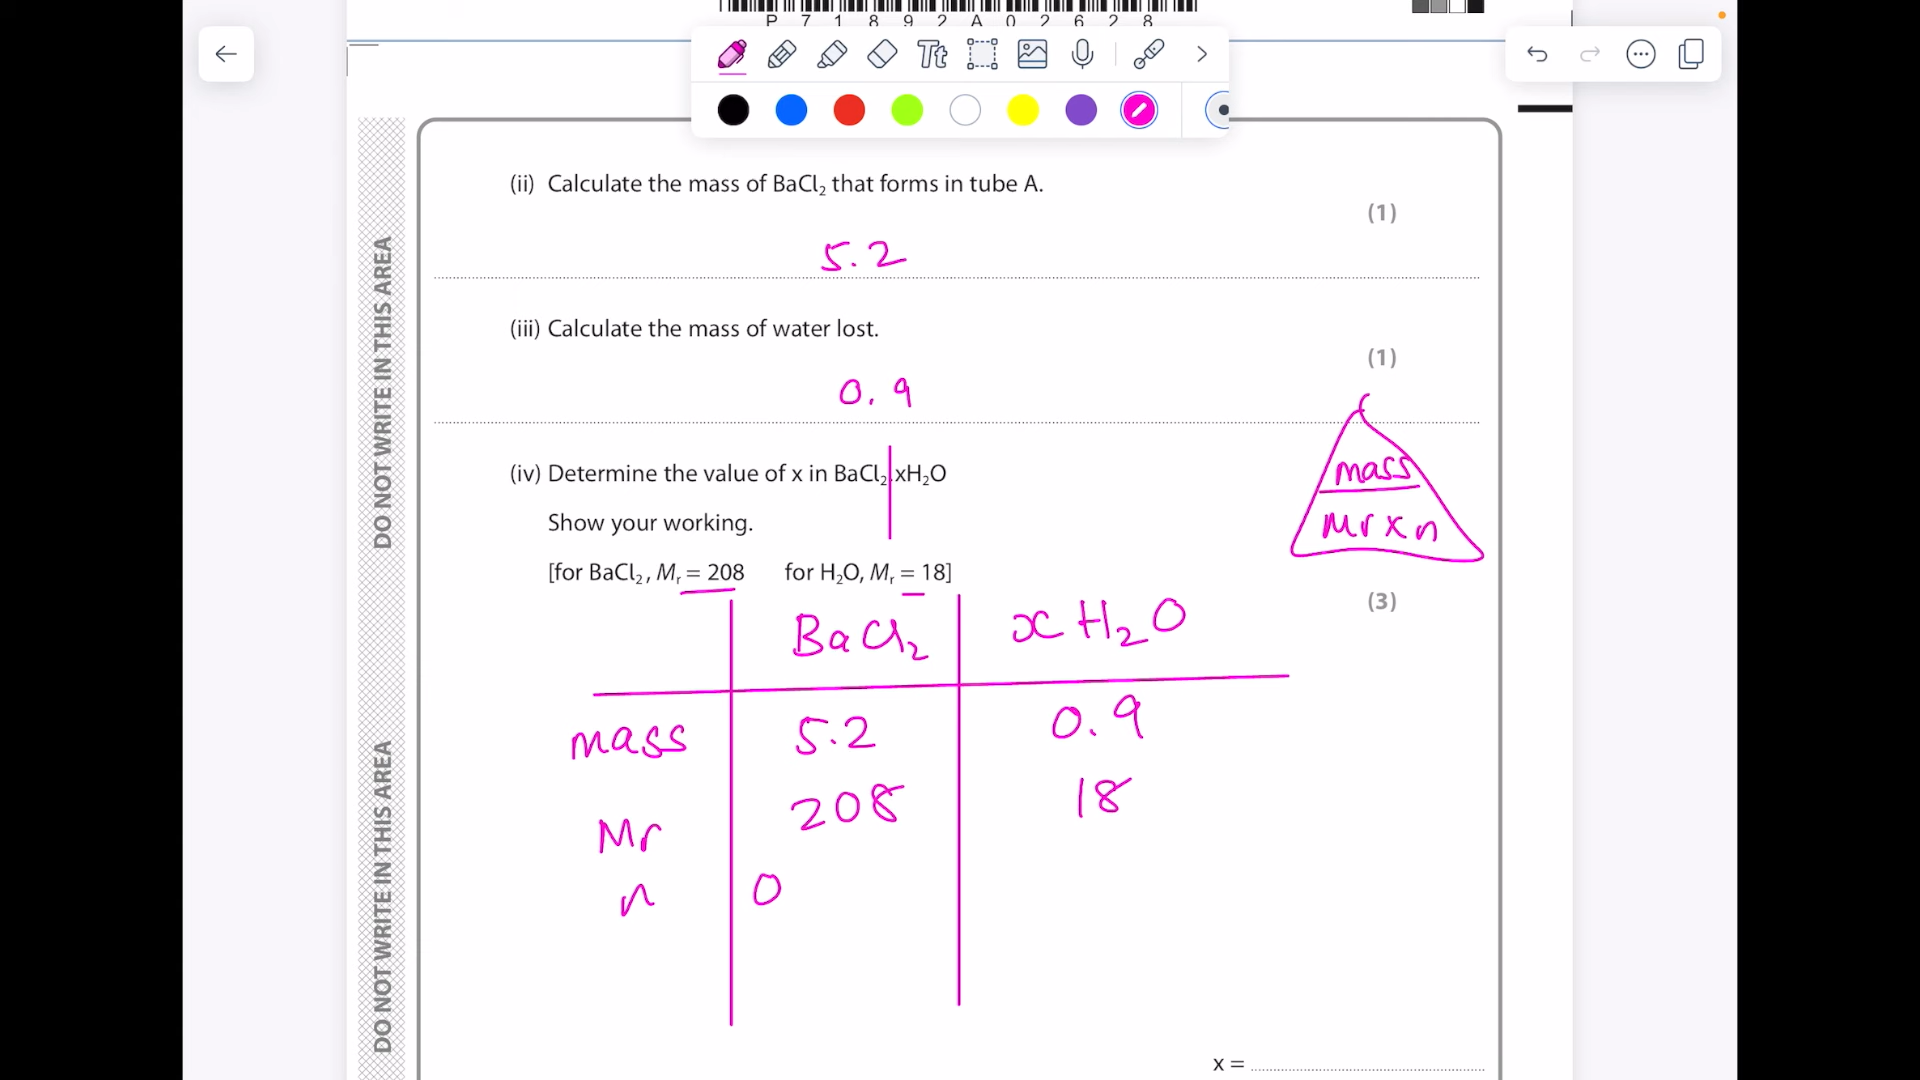 P 7 1 8 9 2 A 0 2 6 2 8
Tt
DO NOT WRITE IN THIS AREA
DO NOT WRITE IN THIS AREA
(ii) Calculate the mass of BaCl₂ that forms in tube A.
(1)
5.2
(iii) Calculate the mass of water lost.
(1)
0.9
(iv) Determine the value of x in BaCl₂.xH₂O
mass
Mr x n
Show your working.
[for BaCl₂, Mᵣ = 208 for H₂O, Mᵣ = 18]
(3)
BaCl₂ xH₂O
mass 5.2 0.9
Mr 208 18
n 0
x =